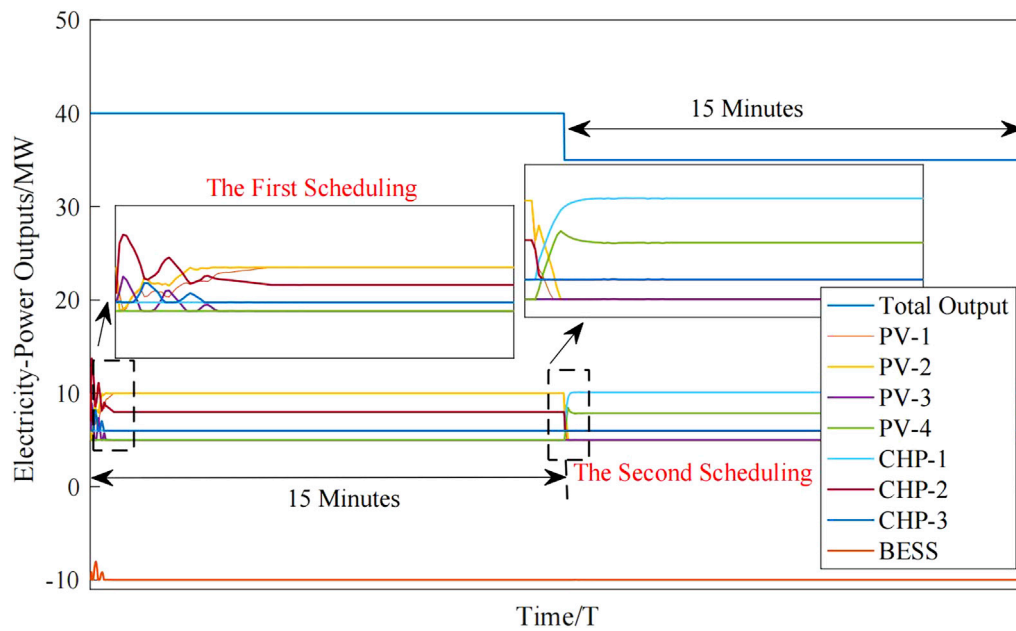 50
40
30
20
10
0
-10
Electricity-Power Outputs/MW
15 Minutes
The First Scheduling
15 Minutes
The Second Scheduling
Total Output
PV-1
PV-2
PV-3
PV-4
CHP-1
CHP-2
CHP-3
BESS
Time/T